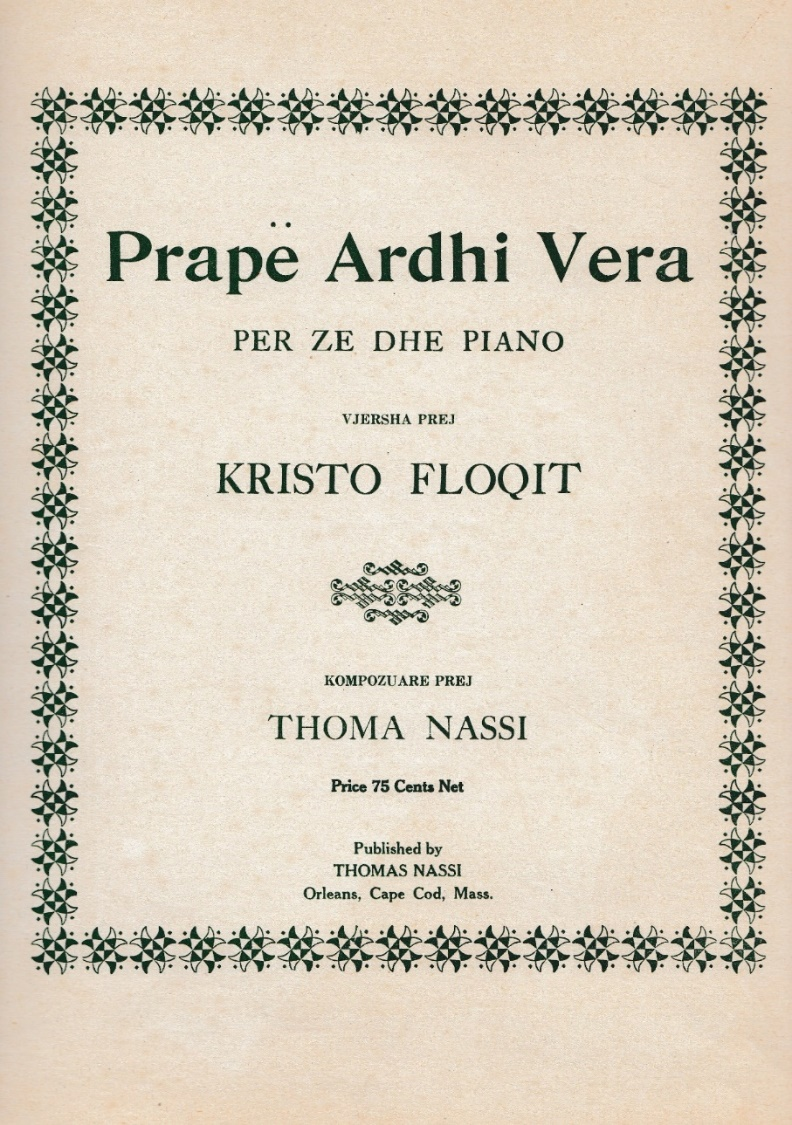 Prapë Ardhi Vera
PER ZE DHE PIANO
VJERSHA PREJ
KRISTO FLOQIT
KOMPOZUARE PREJ
THOMA NASSI
Price 75 Cents Net
Published by
THOMAS NASSI
Orleans, Cape Cod, Mass.